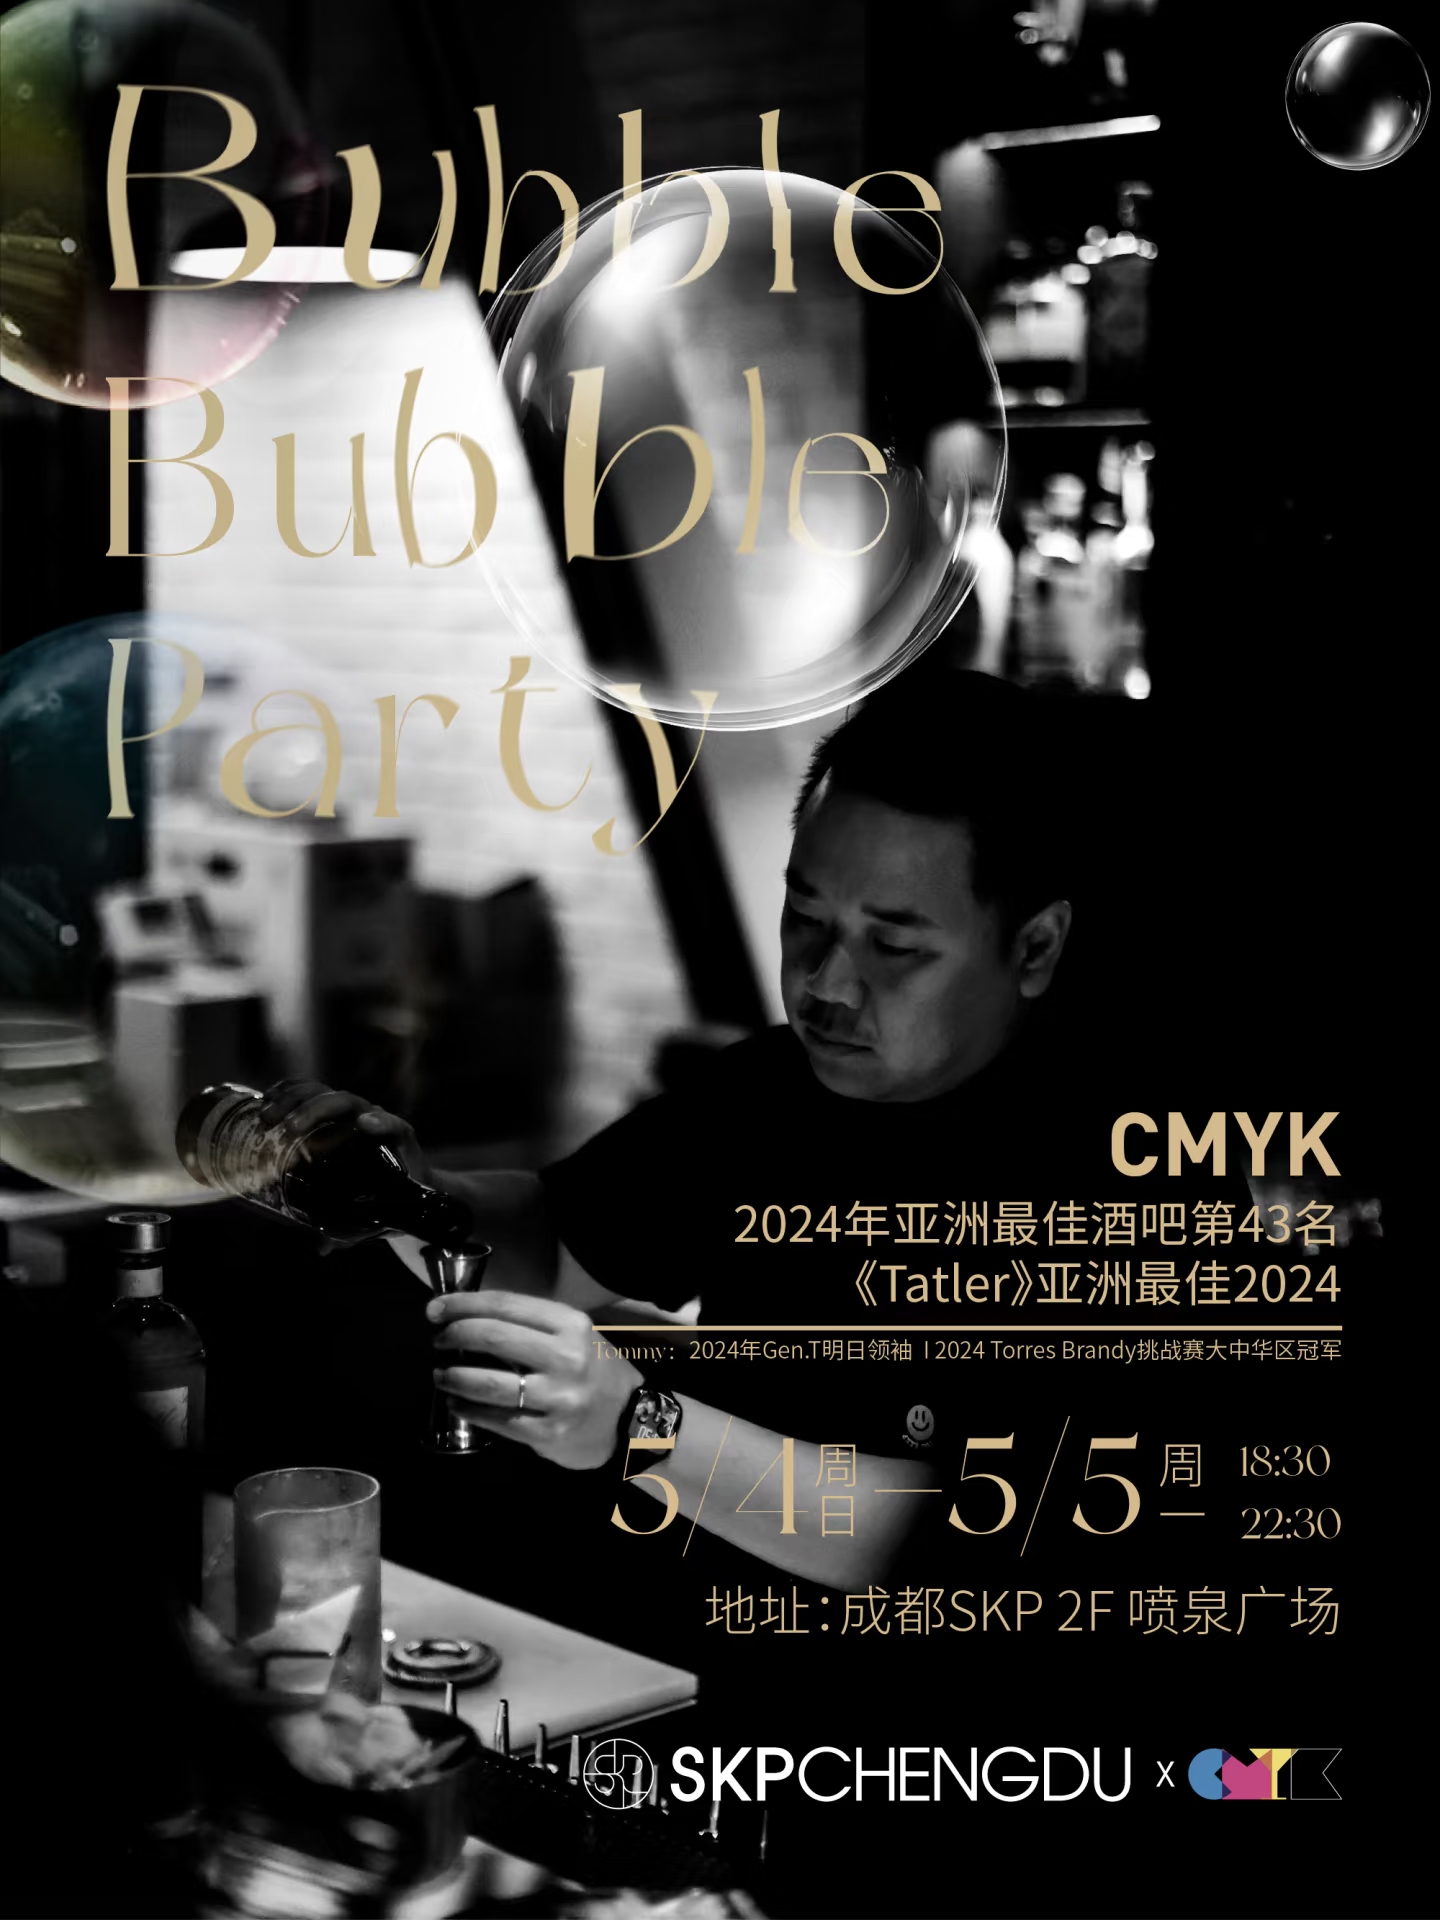 Bubble
Bubble
Party
CMYK
2024年亚洲最佳酒吧第43名
《Tatler》亚洲最佳2024
Tommy：2024年Gen.T明日领袖 | 2024 Torres Brandy挑战赛大中华区冠军
5/4周日—5/5周一 18:30
22:30
地址：成都SKP 2F 喷泉广场
SKP SKPCHENGDU x CMYK